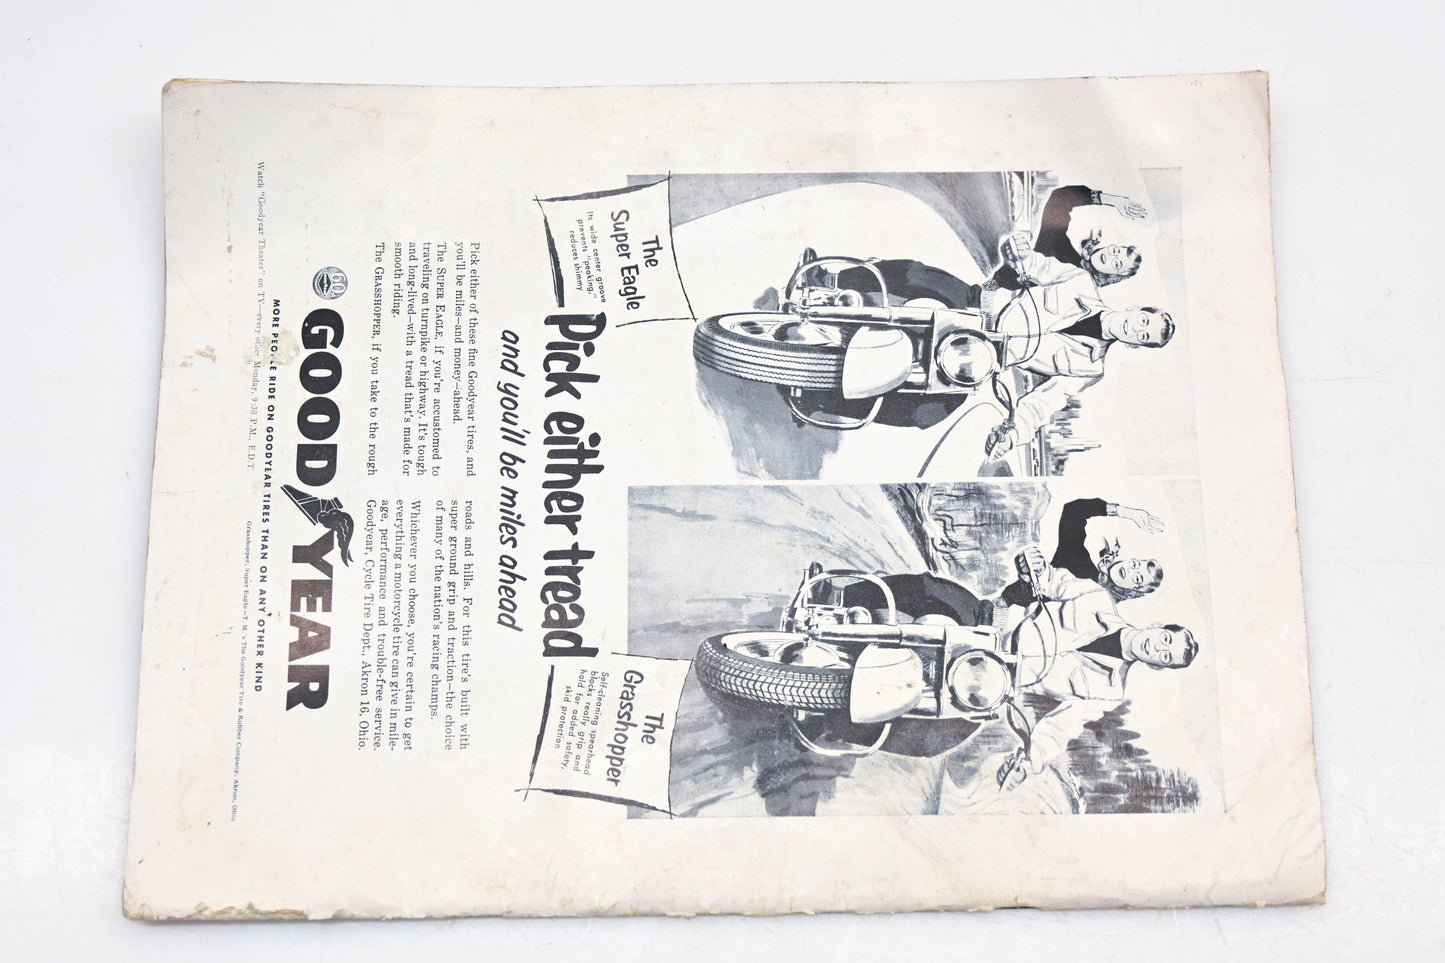 The
Super Eagle
Its wide center groove
prevents "peaking,"
reduces shimmy
The
Grasshopper
Self-cleaning spearhead
blocks really grip and
hold for added safety,
skid protection
Pick either tread
and you'll be miles ahead
Pick either of these fine Goodyear tires, and
you'll be miles—and money—ahead.
The SUPER EAGLE, if you're accustomed to
traveling on turnpike or highway. It's tough
and long-lived—with a tread that's made for
smooth riding.
The GRASSHOPPER, if you take to the rough
roads and hills. For this tire's built with
super ground grip and traction—the choice
of many of the nation's racing champs.
Whichever you choose, you're certain to get
everything a motorcycle tire can give in mile-
age, performance and trouble-free service.
Goodyear, Cycle Tire Dept., Akron 16, Ohio.
60
GOOD YEAR
MORE PEOPLE RIDE ON GOODYEAR TIRES THAN ON ANY OTHER KIND
Watch "Goodyear Theater" on TV—every other Monday, 9:30 P.M., E.D.T.
Grasshopper, Super Eagle—T.M.'s The Goodyear Tire & Rubber Company, Akron, Ohio